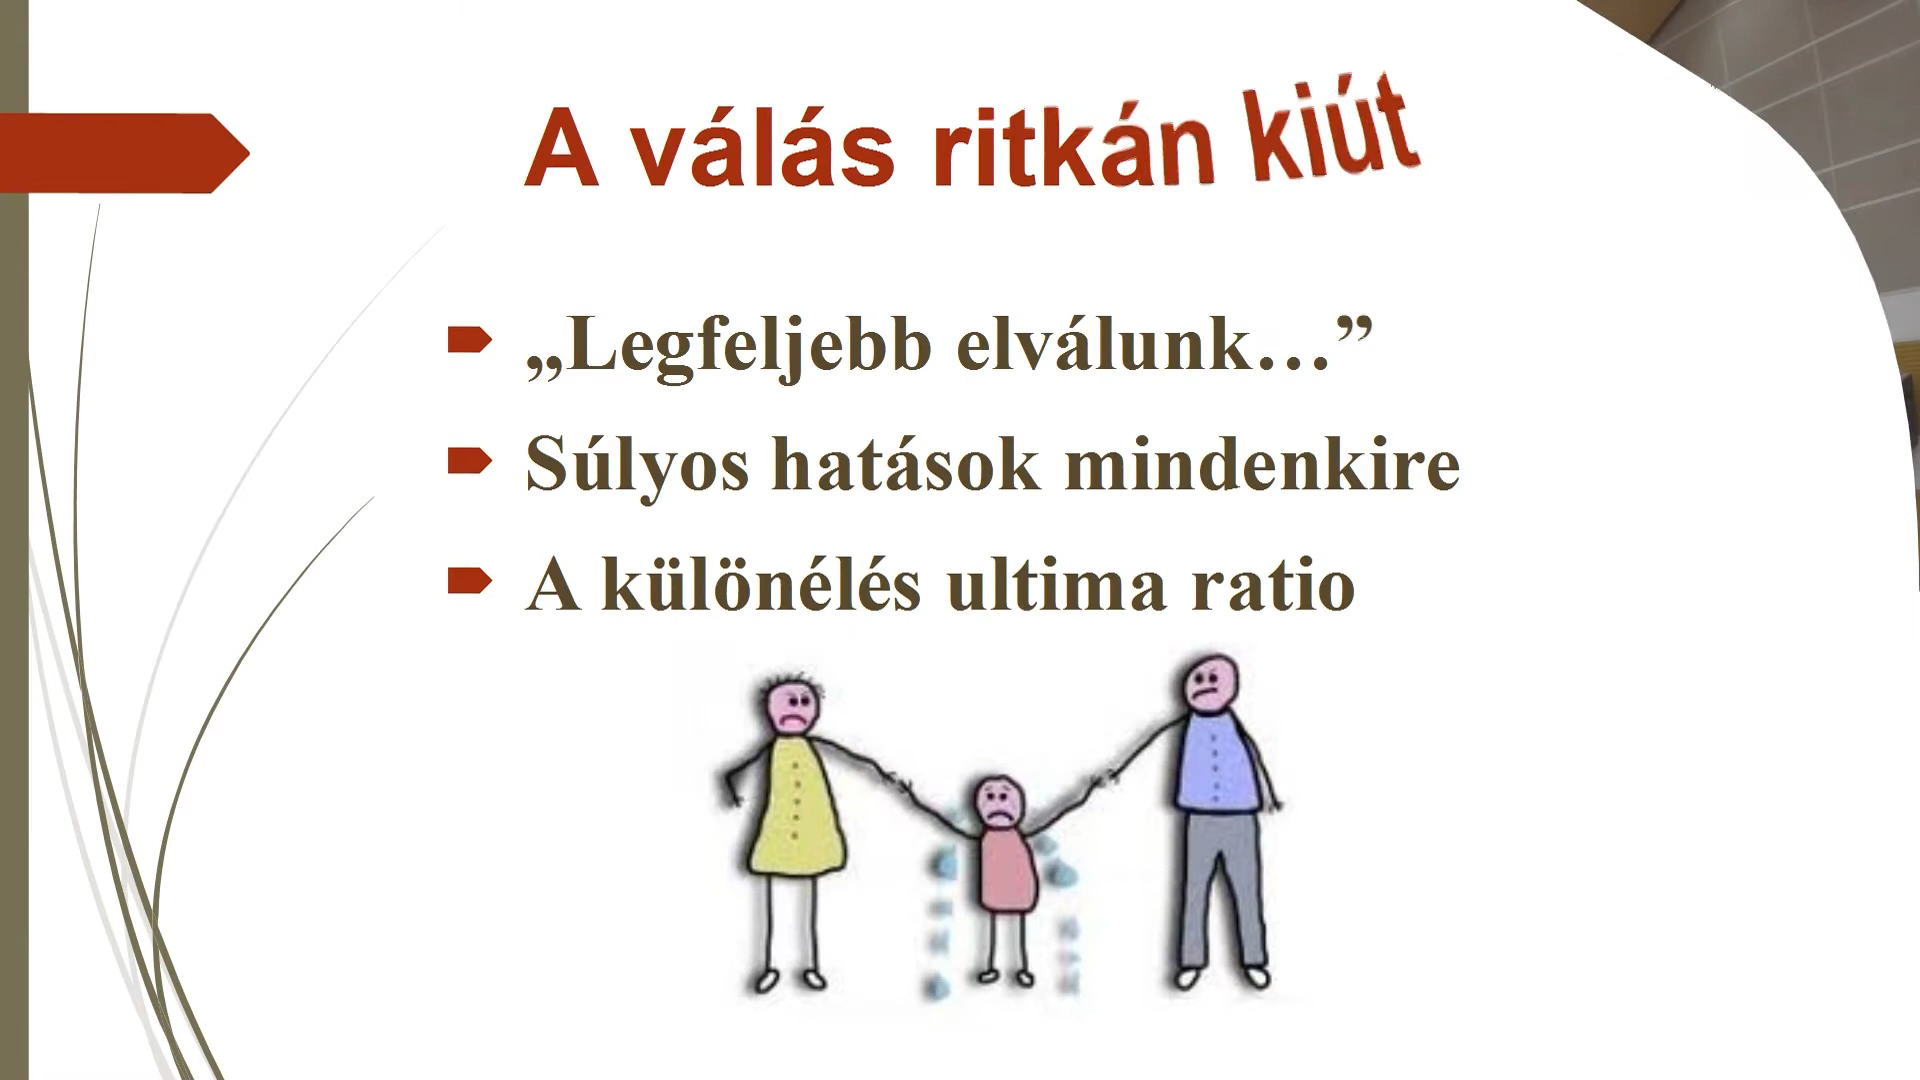 A válás ritkán kiút
„Legfeljebb elválunk…”
Súlyos hatások mindenkire
A különélés ultima ratio